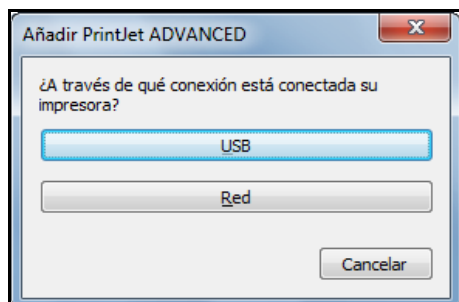 Añadir PrintJet ADVANCED
¿A través de qué conexión está conectada su
impresora?
USB
Red
Cancelar